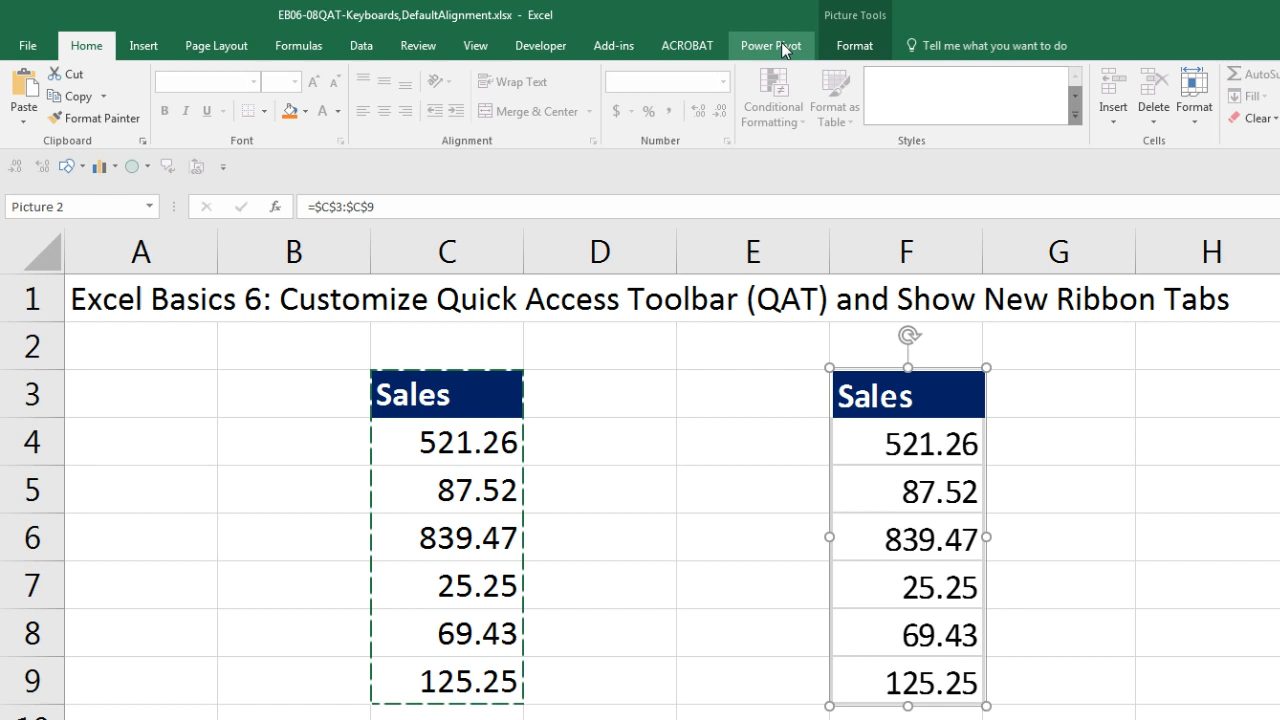 EB06-08QAT-Keyboards,DefaultAlignment.xlsx - Excel
Picture Tools
File Home Insert Page Layout Formulas Data Review View Developer Add-ins ACROBAT Power Pivot Format Tell me what you want to do
Paste
Cut
Copy
Format Painter
Clipboard
B I U
A
Font
Wrap Text
Merge & Center
Alignment
$ % ,
Number
Conditional Formatting
Format as Table
Styles
Insert Delete Format
Cells
AutoSu
Fill
Clear
Picture 2 fx =$C$3:$C$9
A B C D E F G H
1 Excel Basics 6: Customize Quick Access Toolbar (QAT) and Show New Ribbon Tabs
2
3 Sales Sales
4 521.26 521.26
5 87.52 87.52
6 839.47 839.47
7 25.25 25.25
8 69.43 69.43
9 125.25 125.25
10